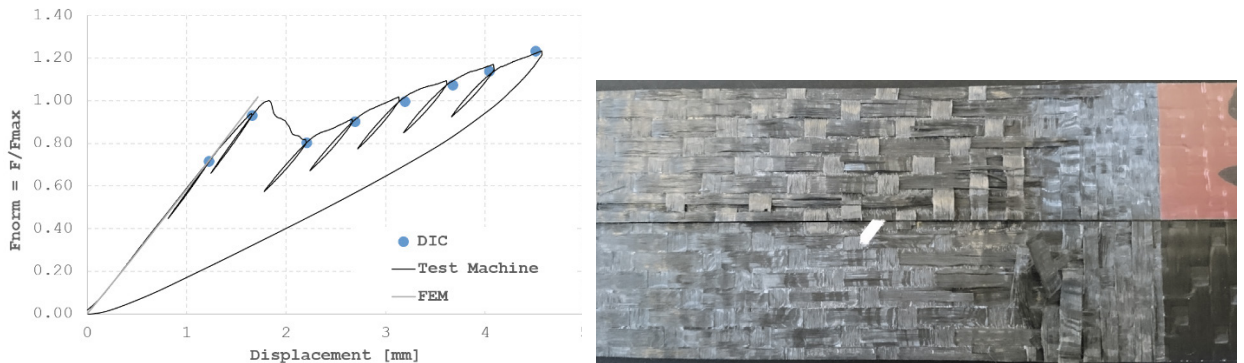 1.40
1.20
1.00
0.80
0.60
0.40
0.20
0.00
Fnorm = F/Fmax
DIC
Test Machine
FEM
0 1 2 3 4
Displacement [mm]